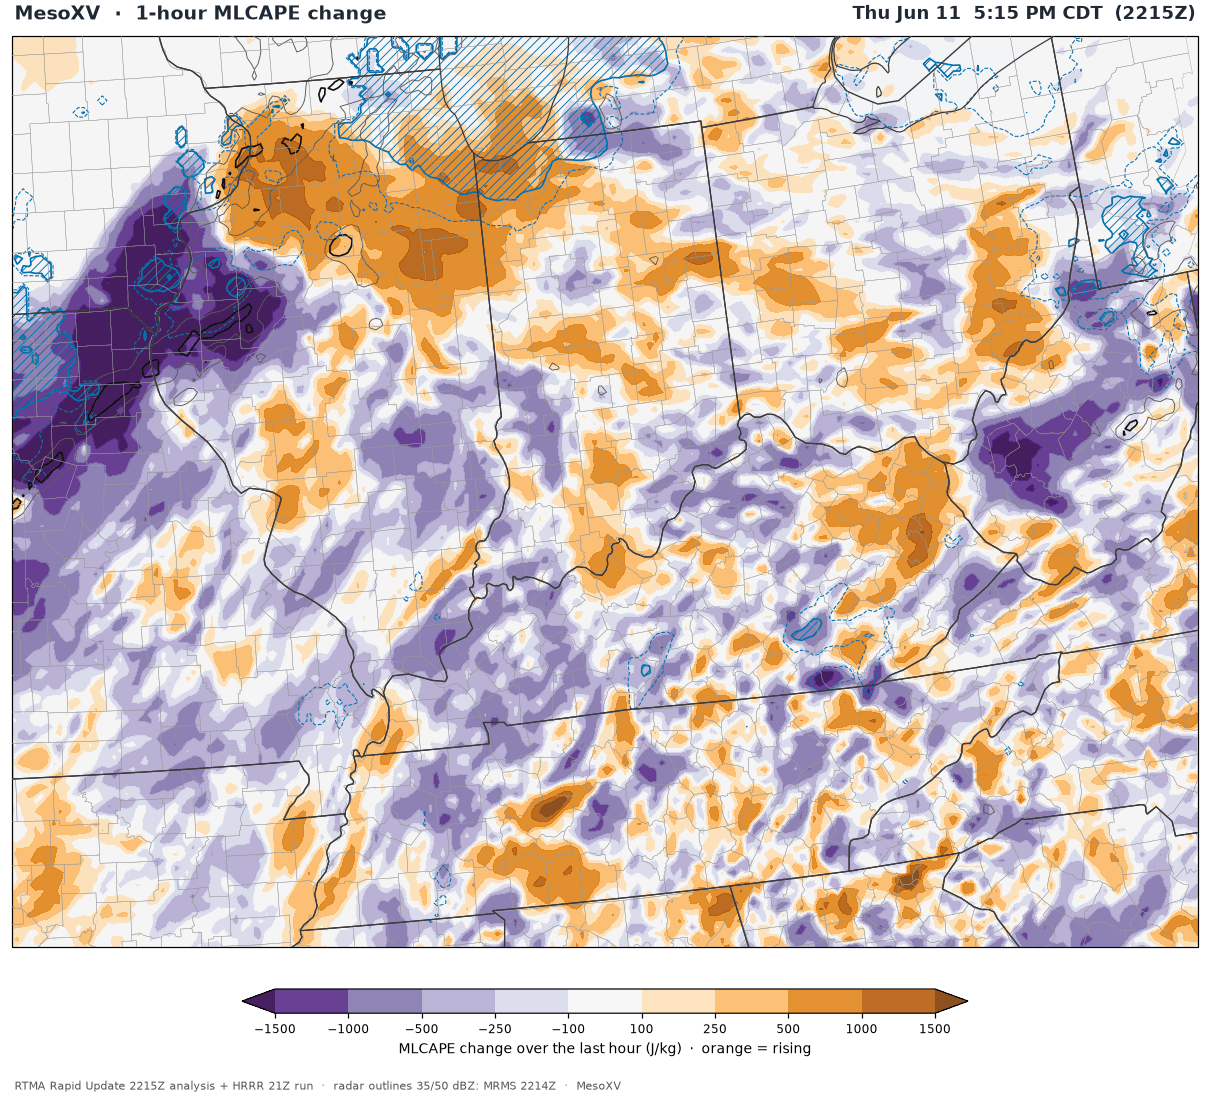 MesoXV · 1-hour MLCAPE change
Thu Jun 11 5:15 PM CDT (2215Z)
−1500 −1000 −500 −250 −100 100 250 500 1000 1500
MLCAPE change over the last hour (J/kg) · orange = rising
RTMA Rapid Update 2215Z analysis + HRRR 21Z run · radar outlines 35/50 dBZ: MRMS 2214Z · MesoXV